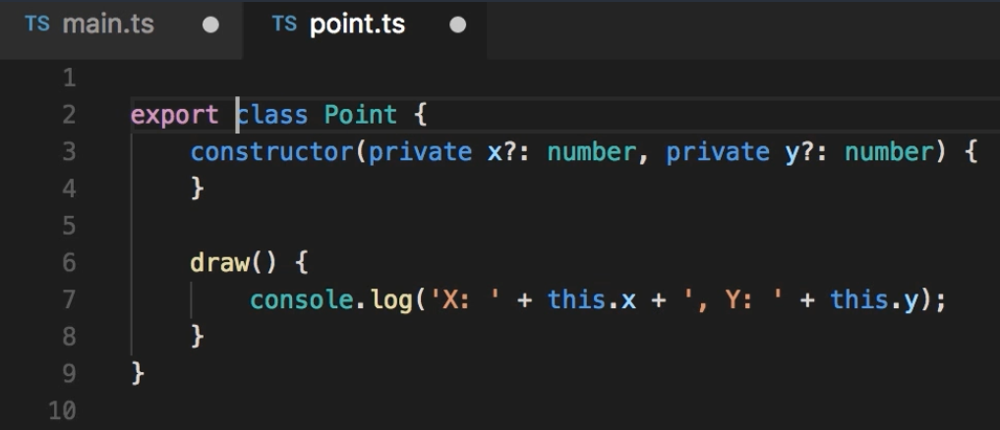 TS main.ts ● TS point.ts ●
1
2 export class Point {
3     constructor(private x?: number, private y?: number) {
4     }
5
6     draw() {
7         console.log('X: ' + this.x + ', Y: ' + this.y);
8     }
9 }
10